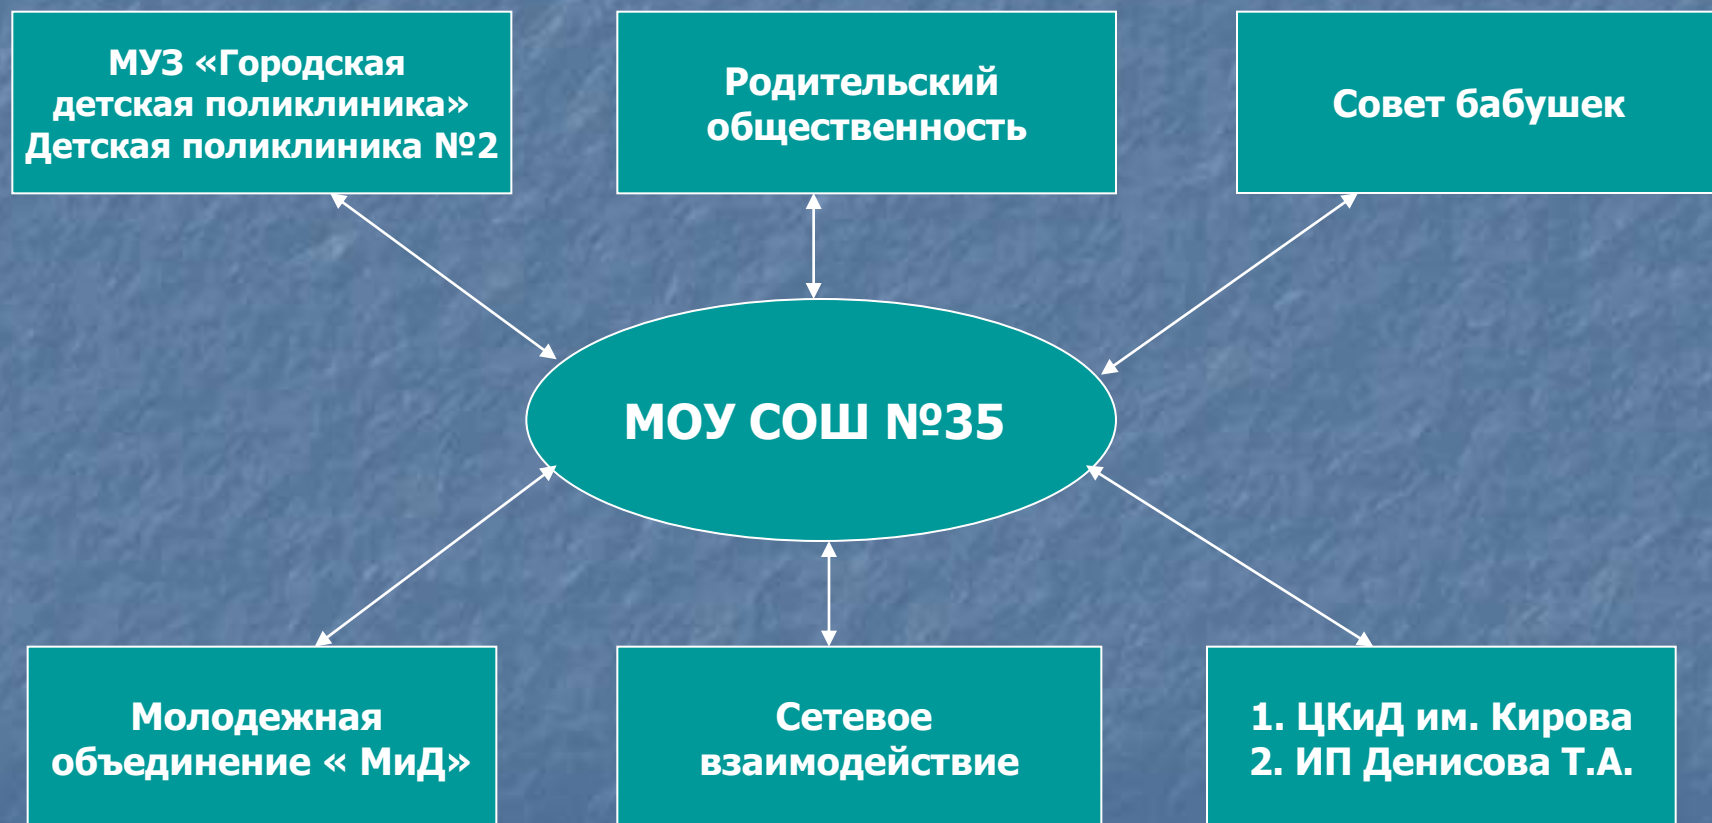 МУЗ «Городская
детская поликлиника»
Детская поликлиника №2
Родительский
общественность
Совет бабушек
МОУ СОШ №35
Молодежная
объединение « МиД»
Сетевое
взаимодействие
1. ЦКиД им. Кирова
2. ИП Денисова Т.А.